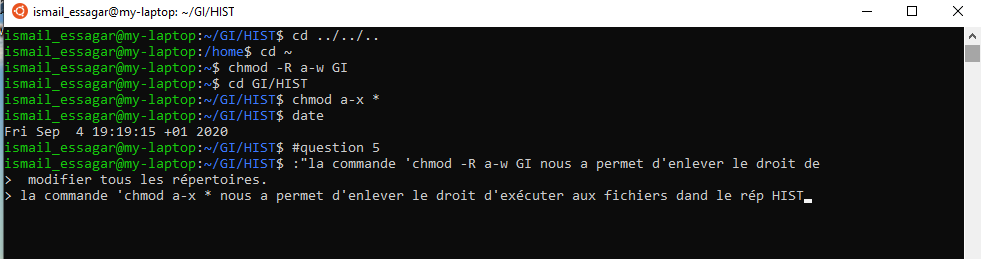 ismail_essagar@my-laptop: ~/GI/HIST
ismail_essagar@my-laptop:~/GI/HIST$ cd ../../..
ismail_essagar@my-laptop:/home$ cd ~
ismail_essagar@my-laptop:~$ chmod -R a-w GI
ismail_essagar@my-laptop:~$ cd GI/HIST
ismail_essagar@my-laptop:~/GI/HIST$ chmod a-x *
ismail_essagar@my-laptop:~/GI/HIST$ date
Fri Sep  4 19:19:15 +01 2020
ismail_essagar@my-laptop:~/GI/HIST$ #question 5
ismail_essagar@my-laptop:~/GI/HIST$ :"la commande 'chmod -R a-w GI nous a permet d'enlever le droit de
>  modifier tous les répertoires.
> la commande 'chmod a-x * nous a permet d'enlever le droit d'exécuter aux fichiers dand le rép HIST